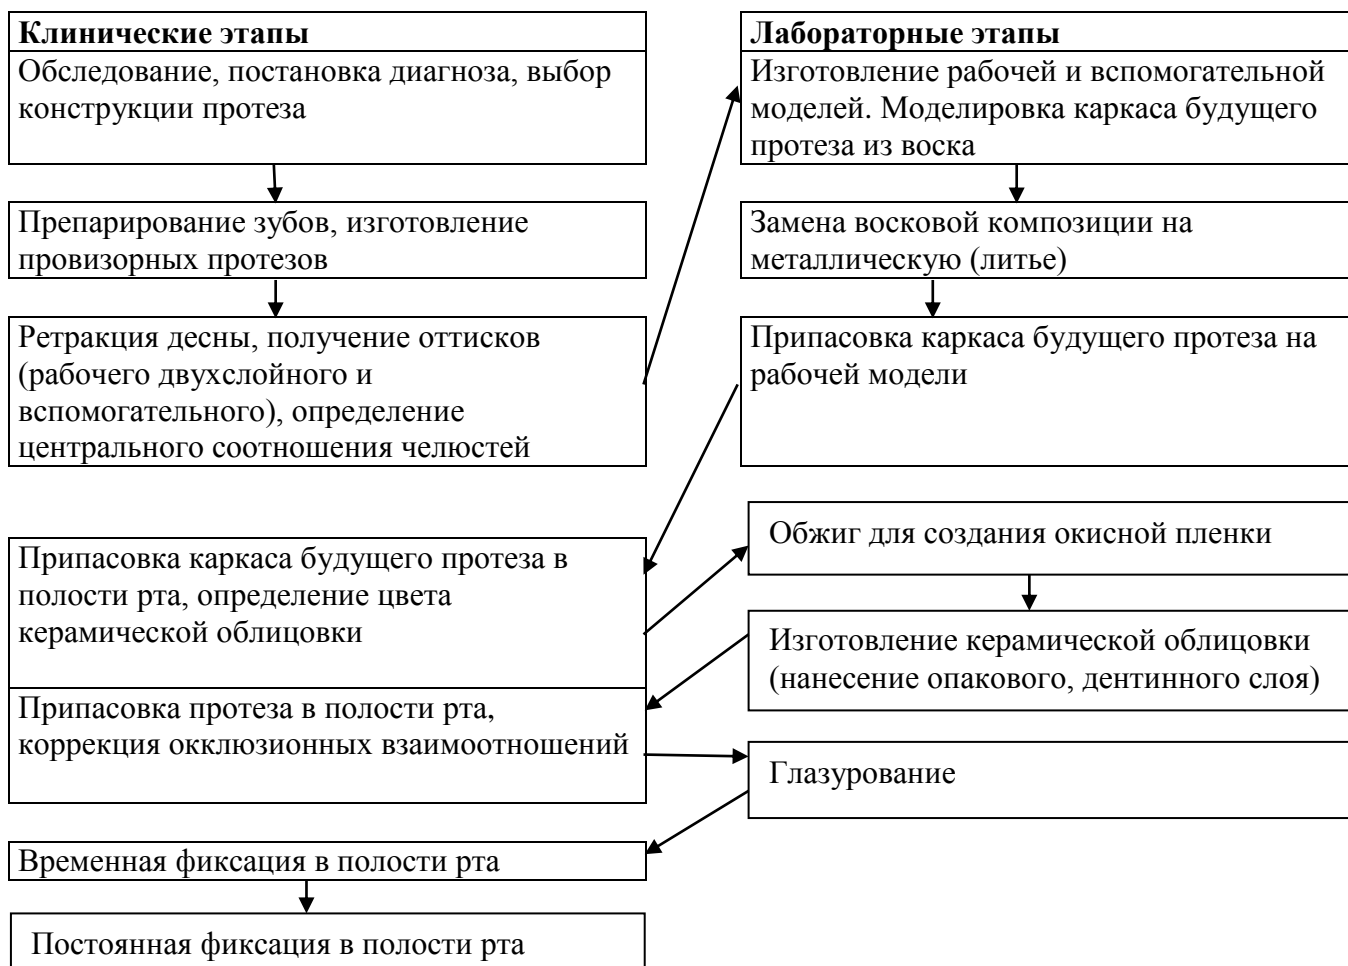 Клинические этапы
Обследование, постановка диагноза, выбор
конструкции протеза
Препарирование зубов, изготовление
провизорных протезов
Ретракция десны, получение оттисков
(рабочего двухслойного и
вспомогательного), определение
центрального соотношения челюстей
Лабораторные этапы
Изготовление рабочей и вспомогательной
моделей. Моделировка каркаса будущего
протеза из воска
Замена восковой композиции на
металлическую (литье)
Припасовка каркаса будущего протеза на
рабочей модели
Припасовка каркаса будущего протеза в
полости рта, определение цвета
керамической облицовки
Обжиг для создания окисной пленки
Изготовление керамической облицовки
(нанесение опакового, дентинного слоя)
Припасовка протеза в полости рта,
коррекция окклюзионных взаимоотношений
Глазурование
Временная фиксация в полости рта
Постоянная фиксация в полости рта